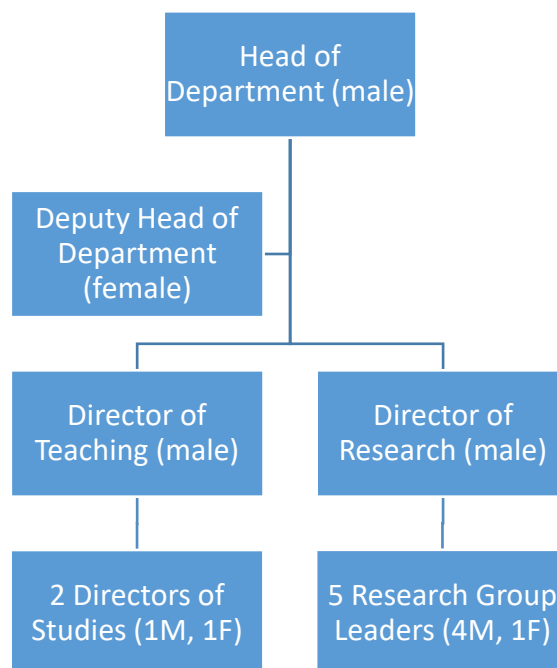 Head of
Department (male)
Deputy Head of
Department
(female)
Director of
Teaching (male)
Director of
Research (male)
2 Directors of
Studies (1M, 1F)
5 Research Group
Leaders (4M, 1F)